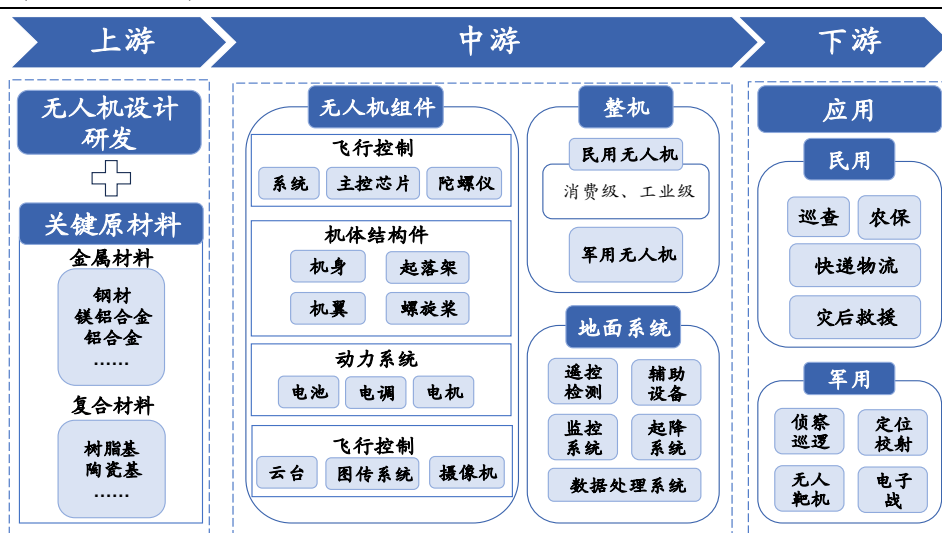 上游
中游
下游
无人机设计
研发
关键原材料
金属材料
钢材
镁铝合金
铝合金
……
复合材料
树脂基
陶瓷基
……
无人机组件
飞行控制
系统
主控芯片
陀螺仪
机体结构件
机身
起落架
机翼
螺旋桨
动力系统
电池
电调
电机
飞行控制
云台
图传系统
摄像机
整机
民用无人机
消费级、工业级
军用无人机
地面系统
遥控
检测
辅助
设备
监控
系统
起降
系统
数据处理系统
应用
民用
巡查
农保
快递物流
灾后救援
军用
侦察
巡逻
定位
校射
无人
靶机
电子
战